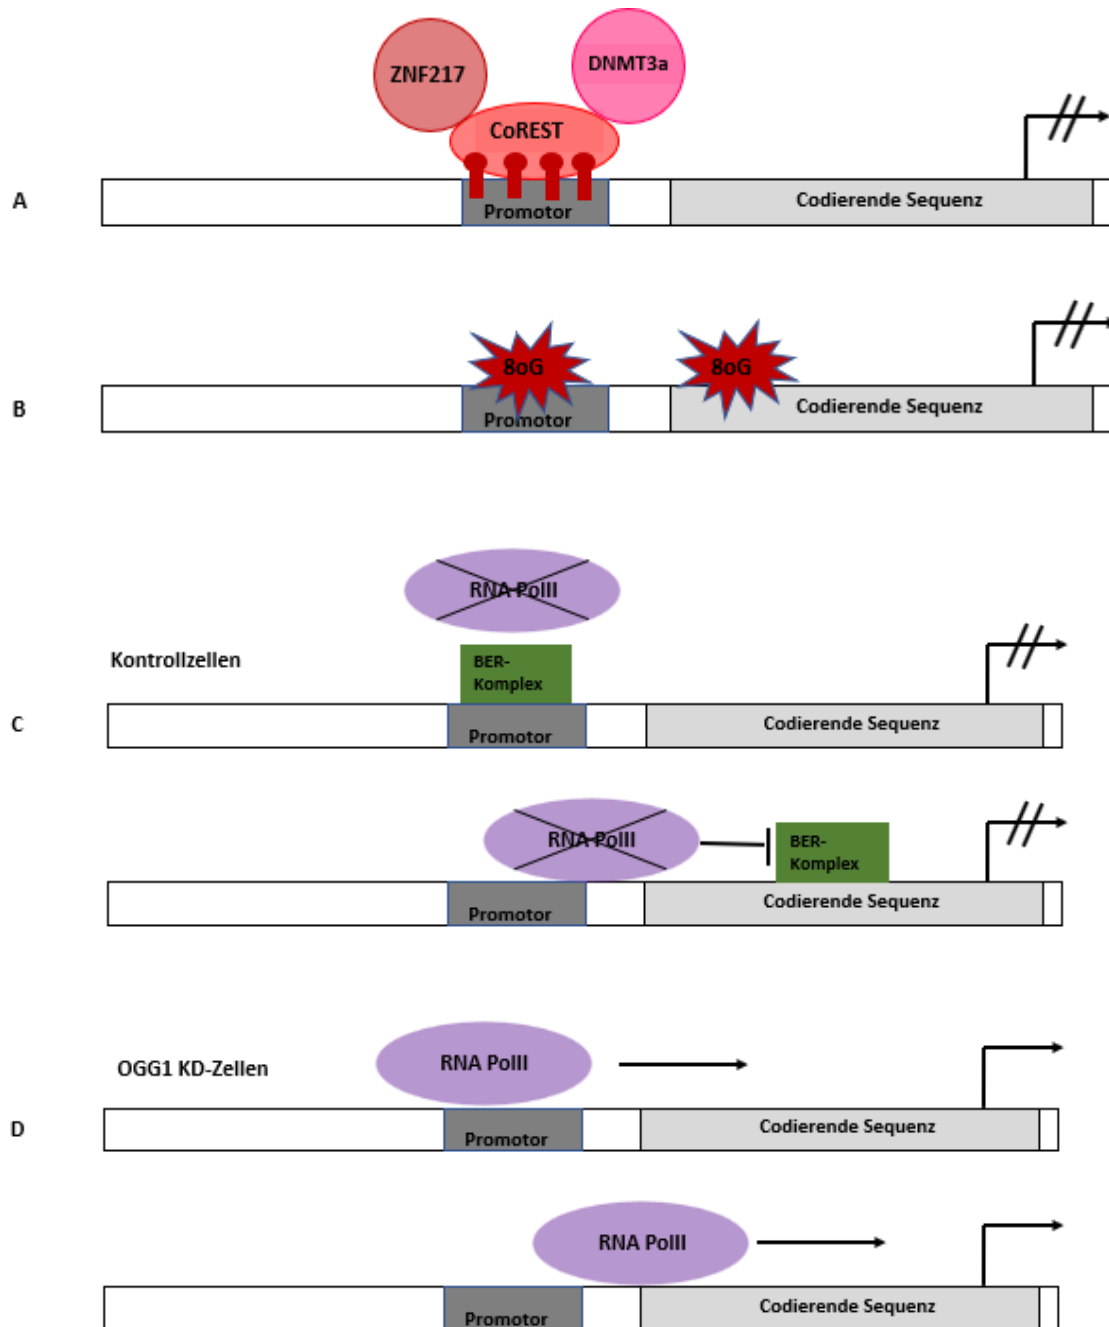 ZNF217
DNMT3a
CoREST
A
Promotor
Codierende Sequenz
8oG
8oG
B
Promotor
Codierende Sequenz
RNA PolII
Kontrollzellen
BER-
Komplex
C
Promotor
Codierende Sequenz
RNA PolII
BER-
Komplex
Promotor
Codierende Sequenz
OGG1 KD-Zellen
RNA PolII
D
Promotor
Codierende Sequenz
RNA PolII
Promotor
Codierende Sequenz